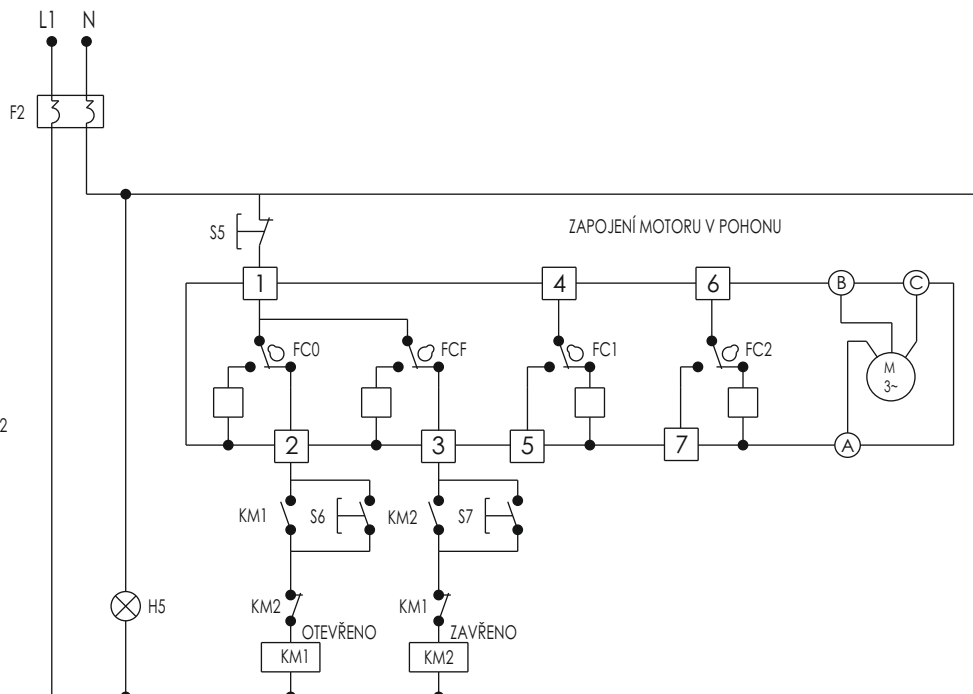 L1 N
F2
S5
ZAPOJENÍ MOTORU V POHONU
1 4 6 B C
FC0 FCF FC1 FC2
M
3~
2
2 3 5 7 A
KM1 S6 KM2 S7
KM2 KM1
H5
OTEVŘENO ZAVŘENO
KM1 KM2